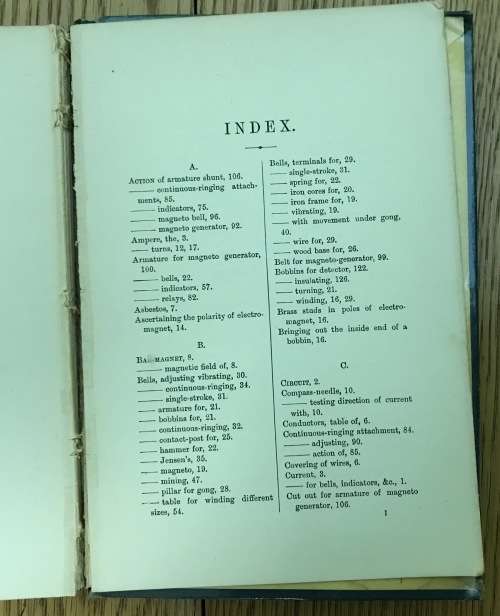 INDEX.
A.
ACTION of armature shunt, 106.
—— continuous-ringing attach-
ments, 85.
—— indicators, 75.
—— magneto bell, 96.
—— magneto generator, 92.
Ampere, the, 3.
—— turns, 12, 17.
Armature for magneto generator,
100.
—— bells, 22.
—— indicators, 57.
—— relays, 82.
Asbestos, 7.
Ascertaining the polarity of electro-
magnet, 14.
B.
BAR-MAGNET, 8.
—— magnetic field of, 8.
Bells, adjusting vibrating, 30.
—— continuous-ringing, 34.
—— single-stroke, 31.
—— armature for, 21.
—— bobbins for, 21.
—— continuous-ringing, 32.
—— contact-post for, 25.
—— hammer for, 22.
—— Jensen's, 35.
—— magneto, 19.
—— mining, 47.
—— pillar for gong, 28.
—— table for winding different
sizes, 54.
Bells, terminals for, 29.
—— single-stroke, 31.
—— spring for, 22.
—— iron cores for, 20.
—— iron frame for, 19.
—— vibrating, 19.
—— with movement under gong,
40.
—— wire for, 29.
—— wood base for, 26.
Belt for magneto-generator, 99.
Bobbins for detector, 122.
—— insulating, 126.
—— turning, 21.
—— winding, 16, 29.
Brass studs in poles of electro-
magnet, 16.
Bringing out the inside end of a
bobbin, 16.
C.
CIRCUIT, 2.
Compass-needle, 10.
—— testing direction of current
with, 10.
Conductors, table of, 6.
Continuous-ringing attachment, 84.
—— adjusting, 90.
—— action of, 85.
Covering of wires, 6.
Current, 3.
—— for bells, indicators, &c., 1.
Cut out for armature of magneto
generator, 106.
I